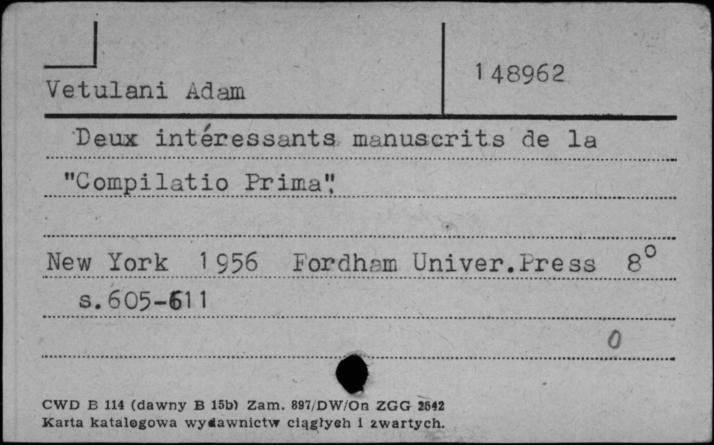 148962
Vetulani Adam
Deux intéressants manuscrits de la
"Compilatio Prima".
New York 1956 Fordham Univer.Press 8°
s.605-611
0
CWD B 114 (dawny B 15b) Zam. 897/DW/On ZGG 2642
Karta katalogowa wydawnictw ciągłych i zwartych.